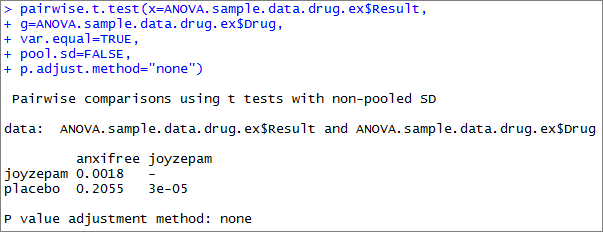 > pairwise.t.test(x=ANOVA.sample.data.drug.ex$Result,
+ g=ANOVA.sample.data.drug.ex$Drug,
+ var.equal=TRUE,
+ pool.sd=FALSE,
+ p.adjust.method="none")
Pairwise comparisons using t tests with non-pooled SD
data:  ANOVA.sample.data.drug.ex$Result and ANOVA.sample.data.drug.ex$Drug
anxifree joyzepam
joyzepam 0.0018   -
placebo  0.2055   3e-05
P value adjustment method: none